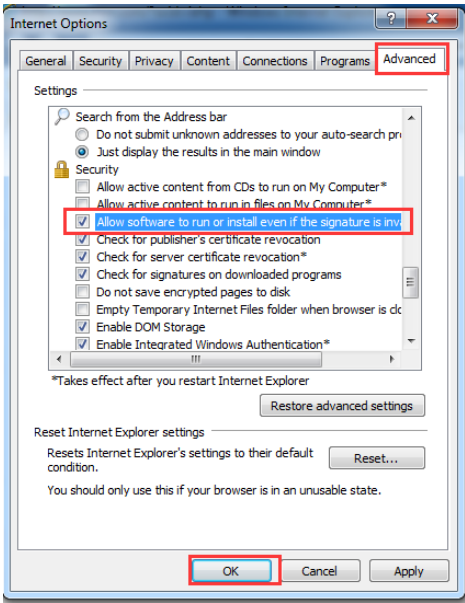 Internet Options
General Security Privacy Content Connections Programs Advanced
Settings
Search from the Address bar
Do not submit unknown addresses to your auto-search
Just display the results in the main window
Security
Allow active content from CDs to run on My Computer*
Allow active content to run in files on My Computer*
Allow software to run or install even if the signature is
Check for publisher's certificate revocation
Check for server certificate revocation*
Check for signatures on downloaded programs
Do not save encrypted pages to disk
Empty Temporary Internet Files folder when browser is
Enable DOM Storage
Enable Integrated Windows Authentication*
*Takes effect after you restart Internet Explorer
Restore advanced settings
Reset Internet Explorer settings
Resets Internet Explorer's settings to their default
condition.
Reset...
You should only use this if your browser is in an unusable state.
OK Cancel Apply